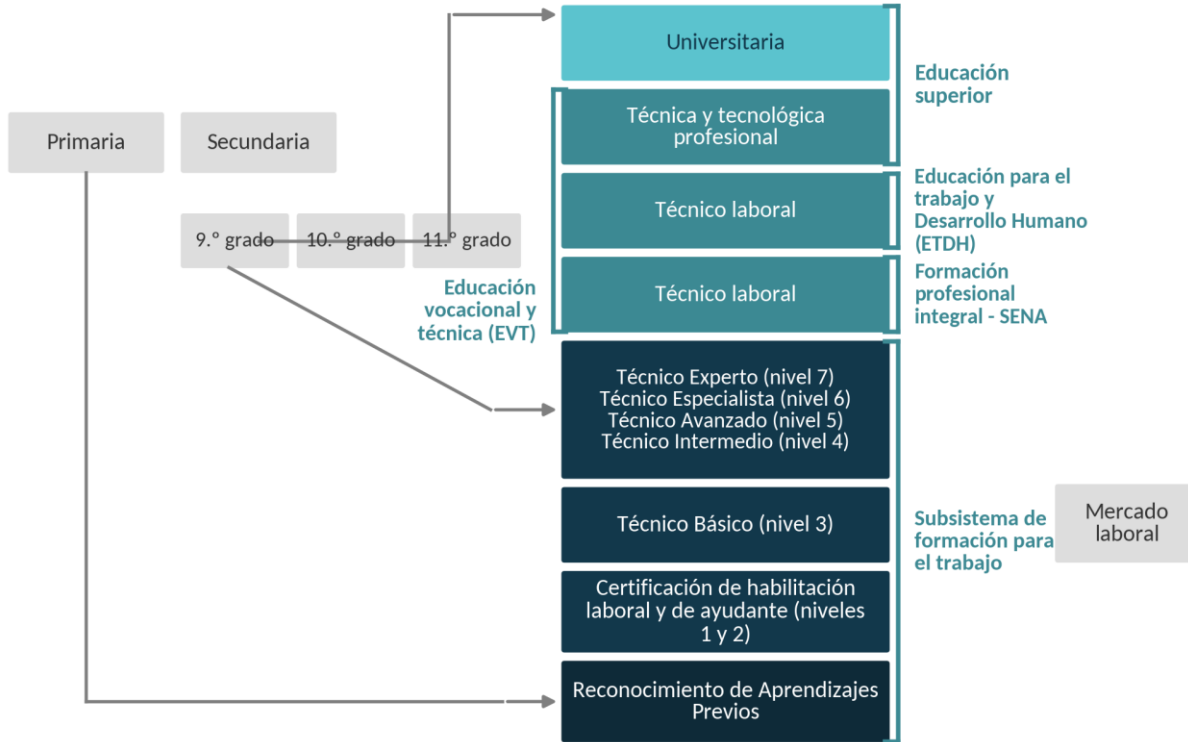 Universitaria
Educación
superior
Técnica y tecnológica
profesional
Primaria
Secundaria
Educación para el
trabajo y
Desarrollo Humano
(ETDH)
Técnico laboral
9.° grado
10.° grado
11.° grado
Educación
vocacional y
técnica (EVT)
Técnico laboral
Formación
profesional
integral - SENA
Técnico Experto (nivel 7)
Técnico Especialista (nivel 6)
Técnico Avanzado (nivel 5)
Técnico Intermedio (nivel 4)
Técnico Básico (nivel 3)
Subsistema de
formación para
el trabajo
Mercado
laboral
Certificación de habilitación
laboral y de ayudante (niveles
1 y 2)
Reconocimiento de Aprendizajes
Previos